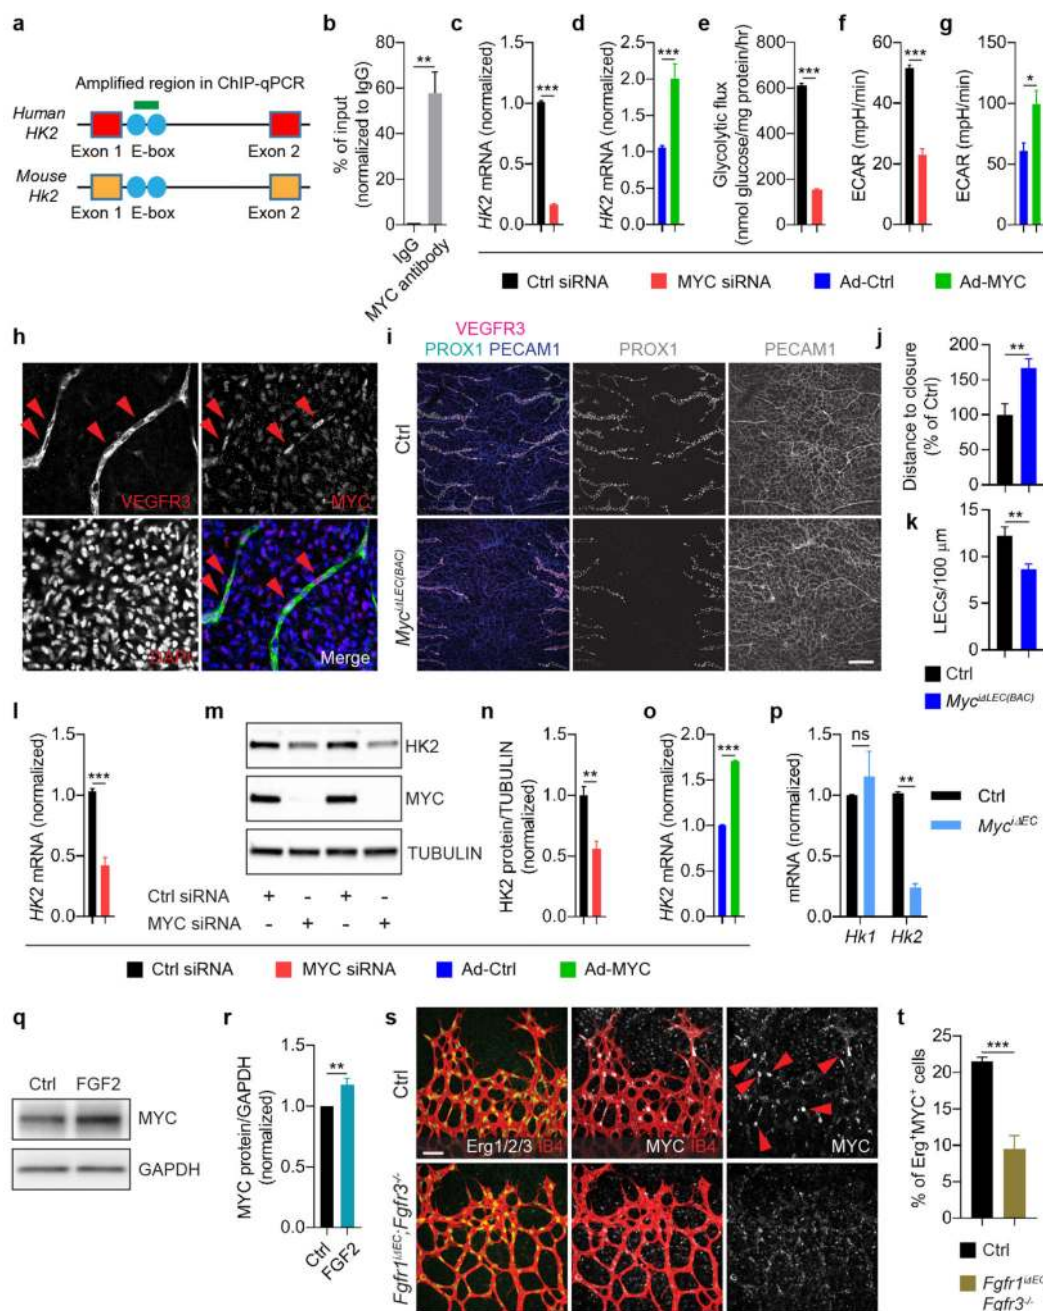 a
Amplified region in ChIP-qPCR
Human
HK2
Exon 1
E-box
Exon 2
Mouse
Hk2
Exon 1
E-box
Exon 2
b
% of input
(normalized to IgG)
80
60
40
20
0
**
IgG
MYC antibody
c
HK2 mRNA (normalized)
1.5
1.0
0.5
0.0
***
d
HK2 mRNA (normalized)
2.5
2.0
1.5
1.0
0.5
0.0
***
e
Glycolytic flux
(nmol glucose/mg protein/hr)
800
600
400
200
0
***
f
ECAR (mpH/min)
60
40
20
0
***
g
ECAR (mpH/min)
150
100
50
0
*
Ctrl siRNA
MYC siRNA
Ad-Ctrl
Ad-MYC
h
VEGFR3
MYC
DAPI
Merge
i
VEGFR3
PROX1 PECAM1
PROX1
PECAM1
Ctrl
Myc iΔLEC(BAC)
j
Distance to closure
(% of Ctrl)
200
150
100
50
0
**
k
LECs/100 μm
15
10
5
0
**
Ctrl
Myc iΔLEC(BAC)
l
HK2 mRNA (normalized)
1.5
1.0
0.5
0.0
***
m
HK2
MYC
TUBULIN
Ctrl siRNA + - + -
MYC siRNA - + - +
n
HK2 protein/TUBULIN
(normalized)
1.5
1.0
0.5
0.0
**
o
HK2 mRNA (normalized)
2.0
1.5
1.0
0.5
0.0
***
p
mRNA (normalized)
1.5
1.0
0.5
0.0
ns
**
Hk1
Hk2
Ctrl
Myc iΔEC
Ctrl siRNA
MYC siRNA
Ad-Ctrl
Ad-MYC
q
Ctrl FGF2
MYC
GAPDH
r
MYC protein/GAPDH
(normalized)
1.5
1.0
0.5
0.0
**
Ctrl
FGF2
s
Ctrl
Erg1/2/3 IB4
MYC IB4
MYC
Fgfr1 iΔEC;Fgfr3-/-
t
% of Erg+MYC+ cells
25
20
15
10
5
0
***
Ctrl
Fgfr1 iΔEC
Fgfr3-/-